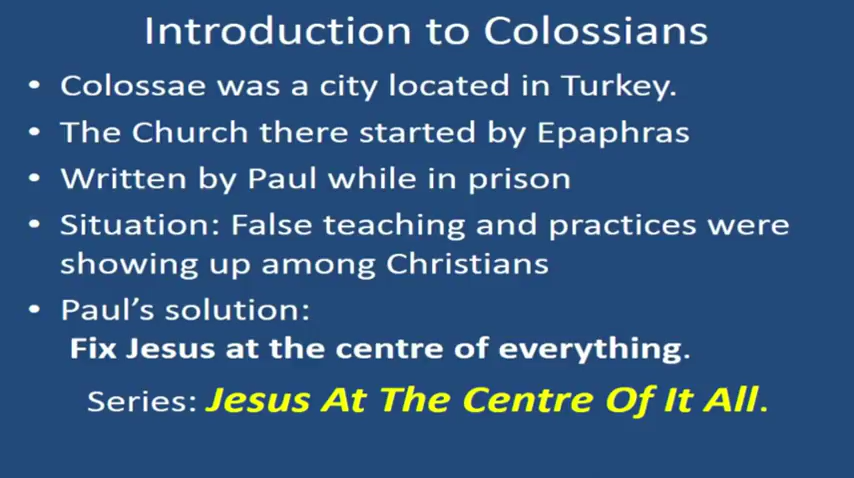 Introduction to Colossians
• Colossae was a city located in Turkey.
• The Church there started by Epaphras
• Written by Paul while in prison
• Situation: False teaching and practices were
showing up among Christians
• Paul’s solution:
Fix Jesus at the centre of everything.
Series: Jesus At The Centre Of It All.